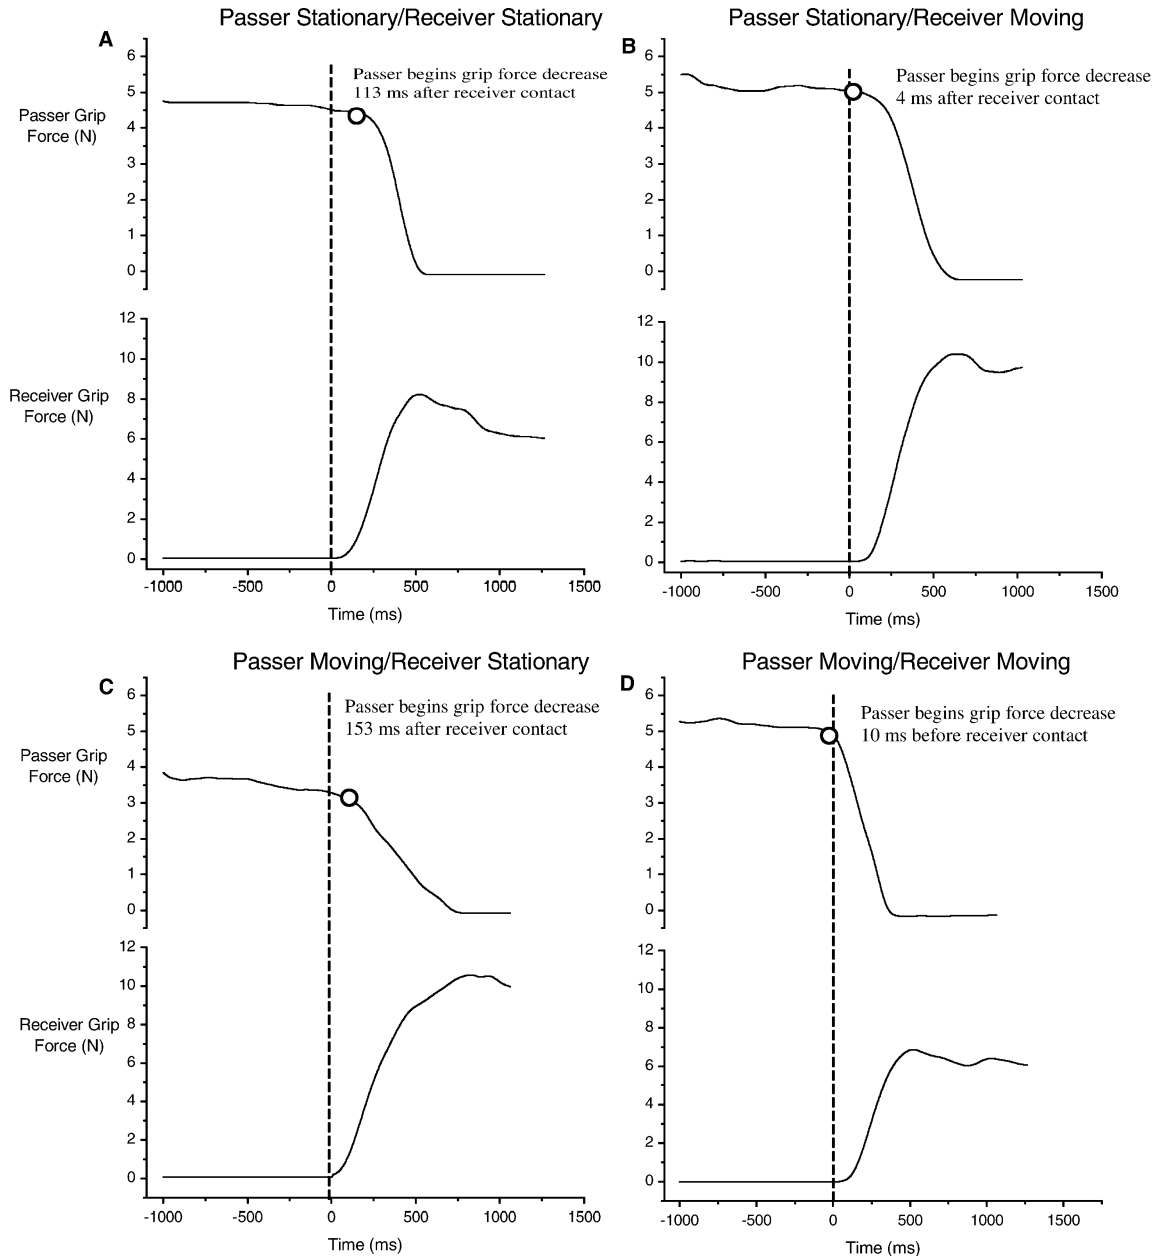 Passer Stationary/Receiver Stationary
A
Passer begins grip force decrease
113 ms after receiver contact
Passer Grip
Force (N)
6
5
4
3
2
1
0
Receiver Grip
Force (N)
12
10
8
6
4
2
0
-1000 -500 0 500 1000 1500
Time (ms)
Passer Stationary/Receiver Moving
B
Passer begins grip force decrease
4 ms after receiver contact
6
5
4
3
2
1
0
12
10
8
6
4
2
0
-1000 -500 0 500 1000 1500
Time (ms)
Passer Moving/Receiver Stationary
C
Passer begins grip force decrease
153 ms after receiver contact
Passer Grip
Force (N)
6
5
4
3
2
1
0
Receiver Grip
Force (N)
12
10
8
6
4
2
0
-1000 -500 0 500 1000 1500
Time (ms)
Passer Moving/Receiver Moving
D
Passer begins grip force decrease
10 ms before receiver contact
6
5
4
3
2
1
0
12
10
8
6
4
2
0
-1000 -500 0 500 1000 1500
Time (ms)